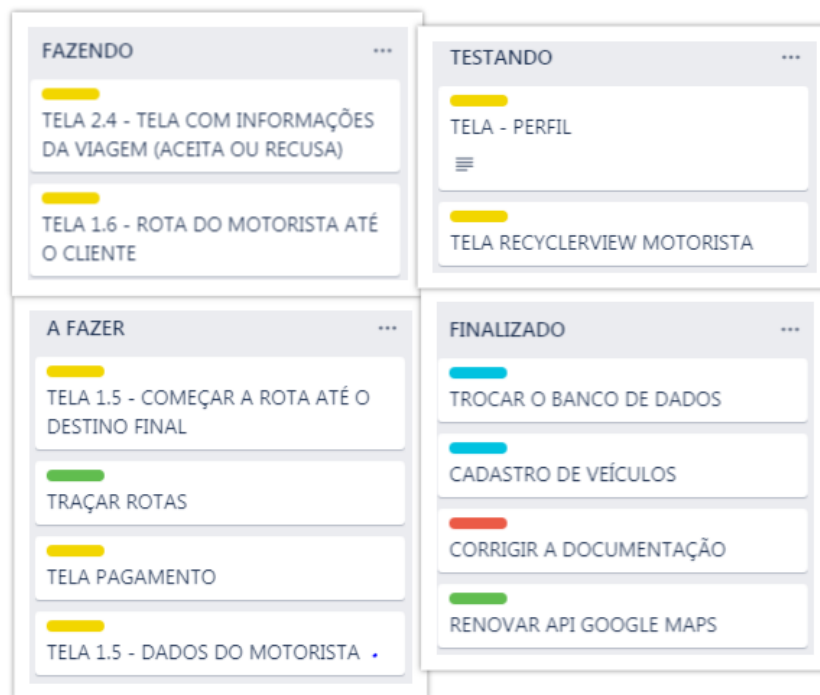 FAZENDO
TELA 2.4 - TELA COM INFORMAÇÕES
DA VIAGEM (ACEITA OU RECUSA)
TELA 1.6 - ROTA DO MOTORISTA ATÉ
O CLIENTE
TESTANDO
TELA - PERFIL
TELA RECYCLERVIEW MOTORISTA
A FAZER
TELA 1.5 - COMEÇAR A ROTA ATÉ O
DESTINO FINAL
TRAÇAR ROTAS
TELA PAGAMENTO
TELA 1.5 - DADOS DO MOTORISTA
FINALIZADO
TROCAR O BANCO DE DADOS
CADASTRO DE VEÍCULOS
CORRIGIR A DOCUMENTAÇÃO
RENOVAR API GOOGLE MAPS